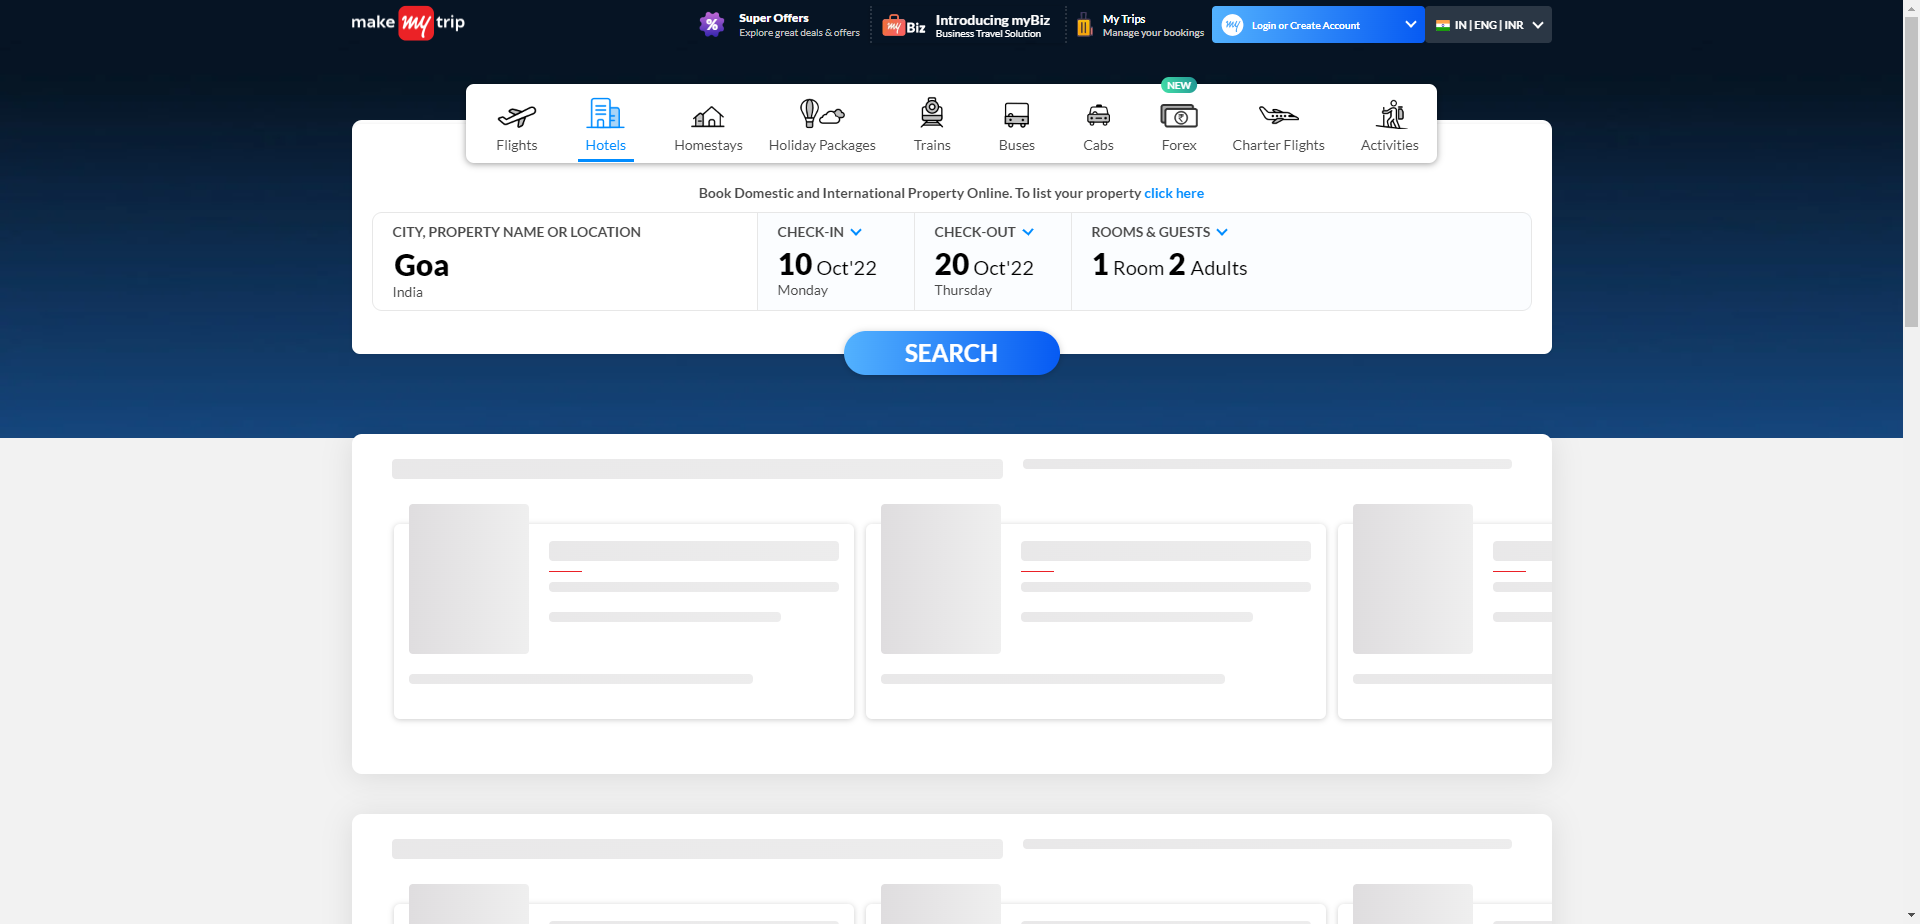 make my trip
Super Offers
Explore great deals & offers
my Biz
Introducing myBiz
Business Travel Solution
My Trips
Manage your bookings
my
Login or Create Account
IN | ENG | INR
NEW
Flights
Hotels
Homestays
Holiday Packages
Trains
Buses
Cabs
Forex
Charter Flights
Activities
Book Domestic and International Property Online. To list your property click here
CITY, PROPERTY NAME OR LOCATION
Goa
India
CHECK-IN
10 Oct'22
Monday
CHECK-OUT
20 Oct'22
Thursday
ROOMS & GUESTS
1 Room 2 Adults
SEARCH